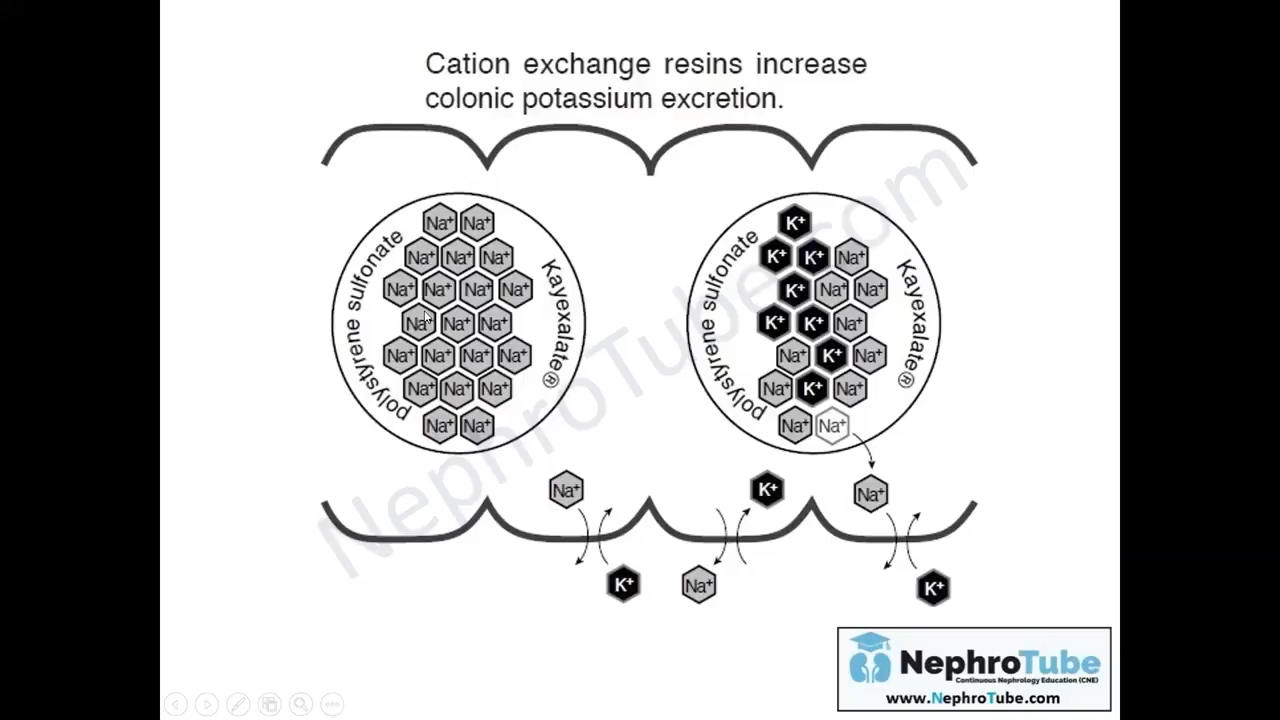 Cation exchange resins increase
colonic potassium excretion.
polystyrene sulfonate
Kayexalate®
Na⁺ Na⁺
Na⁺ Na⁺ Na⁺
Na⁺ Na⁺ Na⁺ Na⁺
Na⁺ Na⁺ Na⁺
Na⁺ Na⁺ Na⁺ Na⁺
Na⁺ Na⁺ Na⁺
Na⁺ Na⁺
polystyrene sulfonate
Kayexalate®
K⁺
K⁺ K⁺ Na⁺
K⁺ Na⁺ Na⁺
K⁺ K⁺ Na⁺
Na⁺ K⁺ Na⁺
Na⁺ K⁺ Na⁺
Na⁺ Na⁺
Na⁺ K⁺ Na⁺
K⁺ Na⁺ K⁺
NephroTube.com
NephroTube
Continuous Nephrology Education (CNE)
www.NephroTube.com